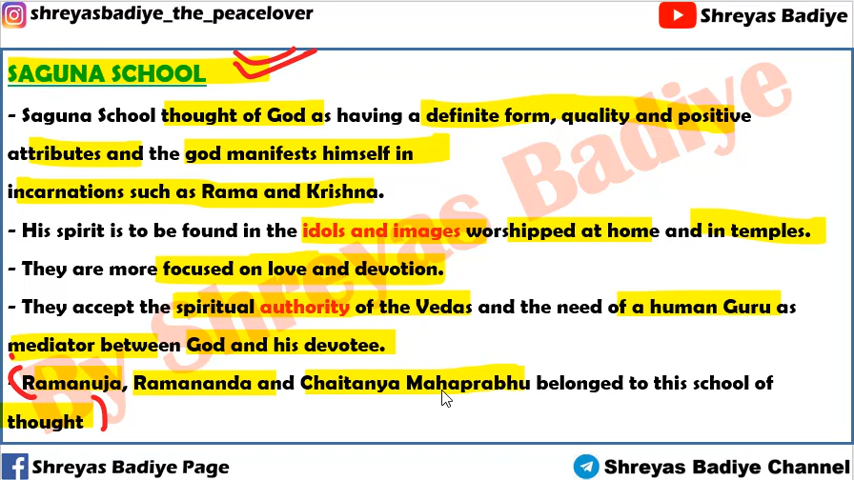 shreyasbadiye_the_peacelover
Shreyas Badiye
SAGUNA SCHOOL
- Saguna School thought of God as having a definite form, quality and positive
attributes and the god manifests himself in
incarnations such as Rama and Krishna.
- His spirit is to be found in the idols and images worshipped at home and in temples.
- They are more focused on love and devotion.
- They accept the spiritual authority of the Vedas and the need of a human Guru as
mediator between God and his devotee.
- Ramanuja, Ramananda and Chaitanya Mahaprabhu belonged to this school of
thought
By Shreyas Badiye
Shreyas Badiye Page
Shreyas Badiye Channel